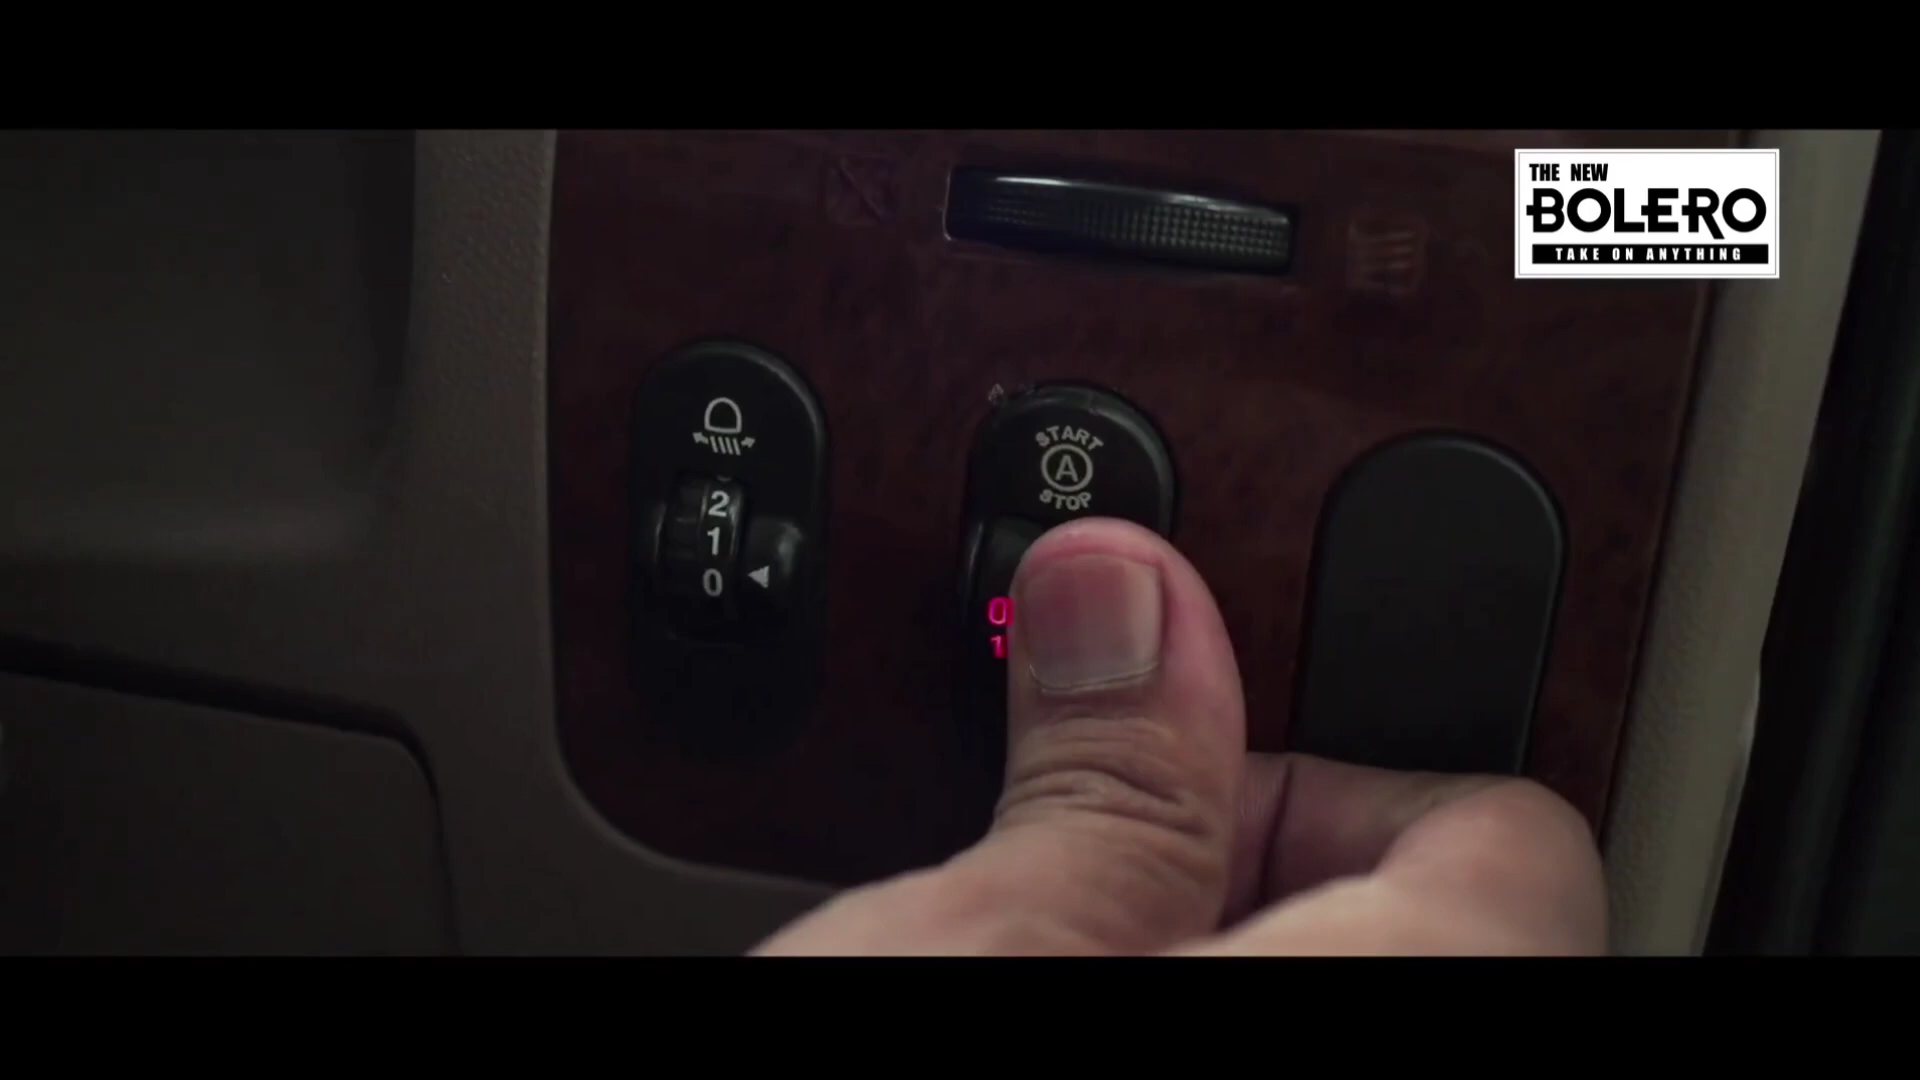 THE NEW
BOLERO
TAKE ON ANYTHING
START
A
STOP
2
1
0
0
1